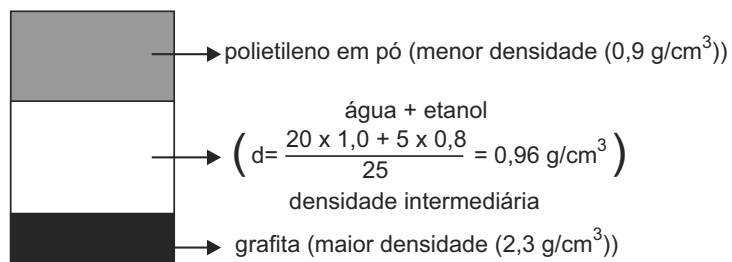 polietileno em pó (menor densidade (0,9 g/cm³))
água + etanol
( d= 20 x 1,0 + 5 x 0,8 / 25 = 0,96 g/cm³ )
densidade intermediária
grafita (maior densidade (2,3 g/cm³))